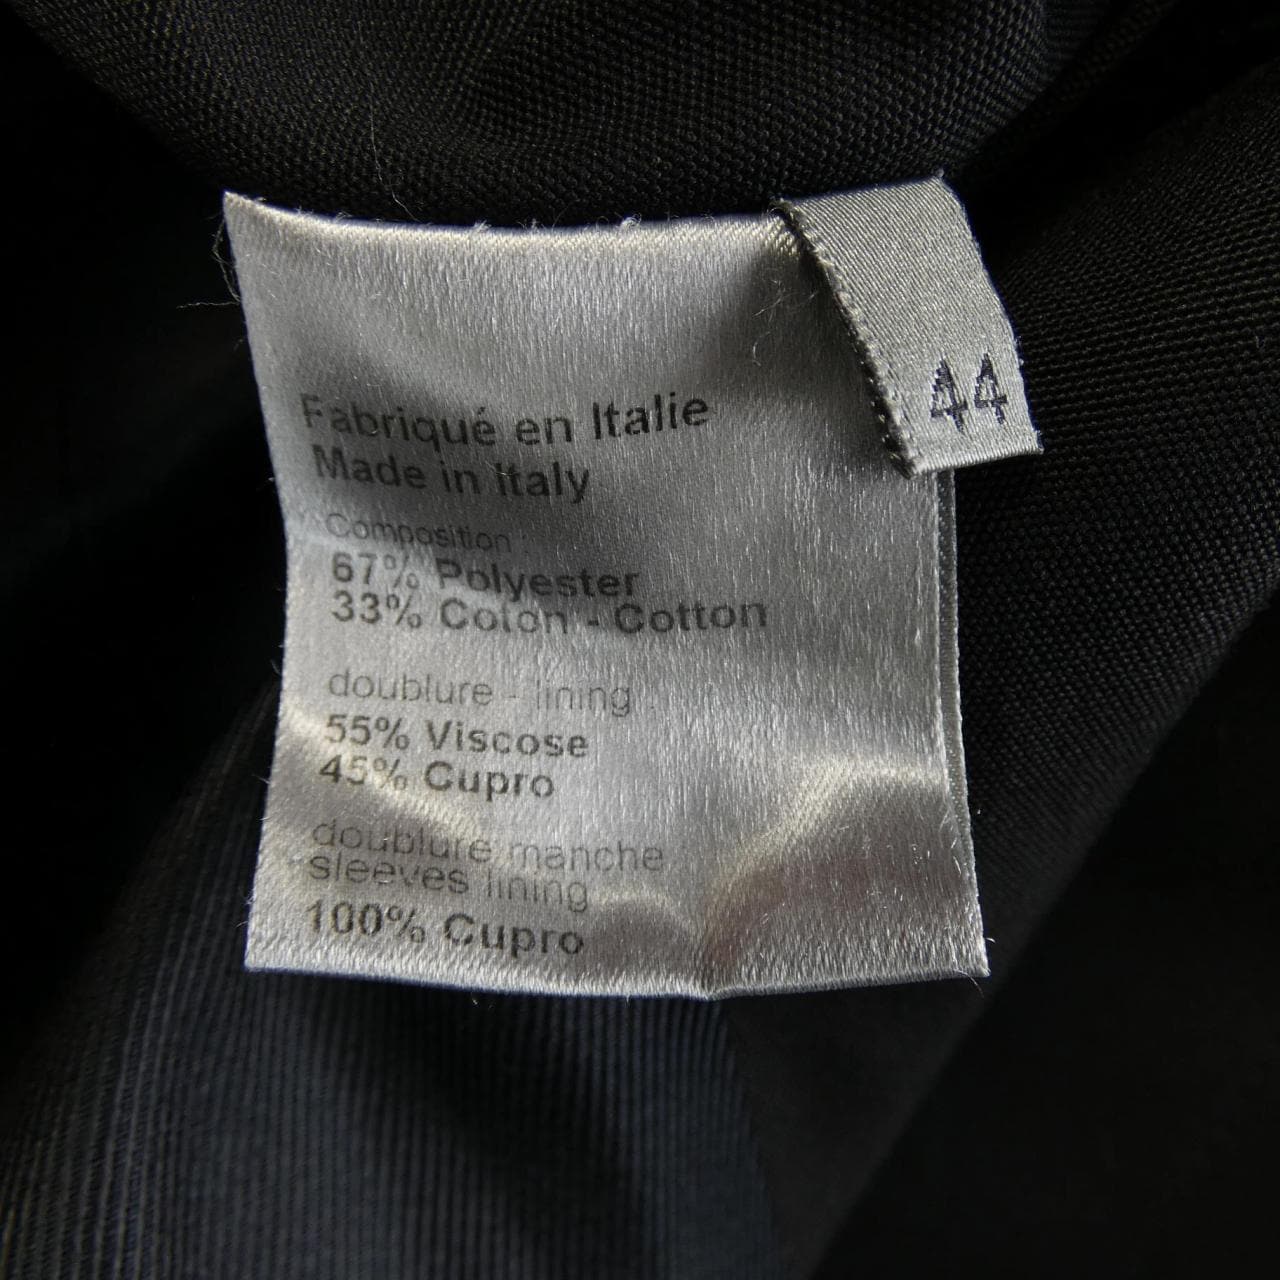 44
Fabriqué en Italie
Made in Italy
Composition :
67% Polyester
33% Coton - Cotton
doublure - lining :
55% Viscose
45% Cupro
doublure manche
sleeves lining
100% Cupro